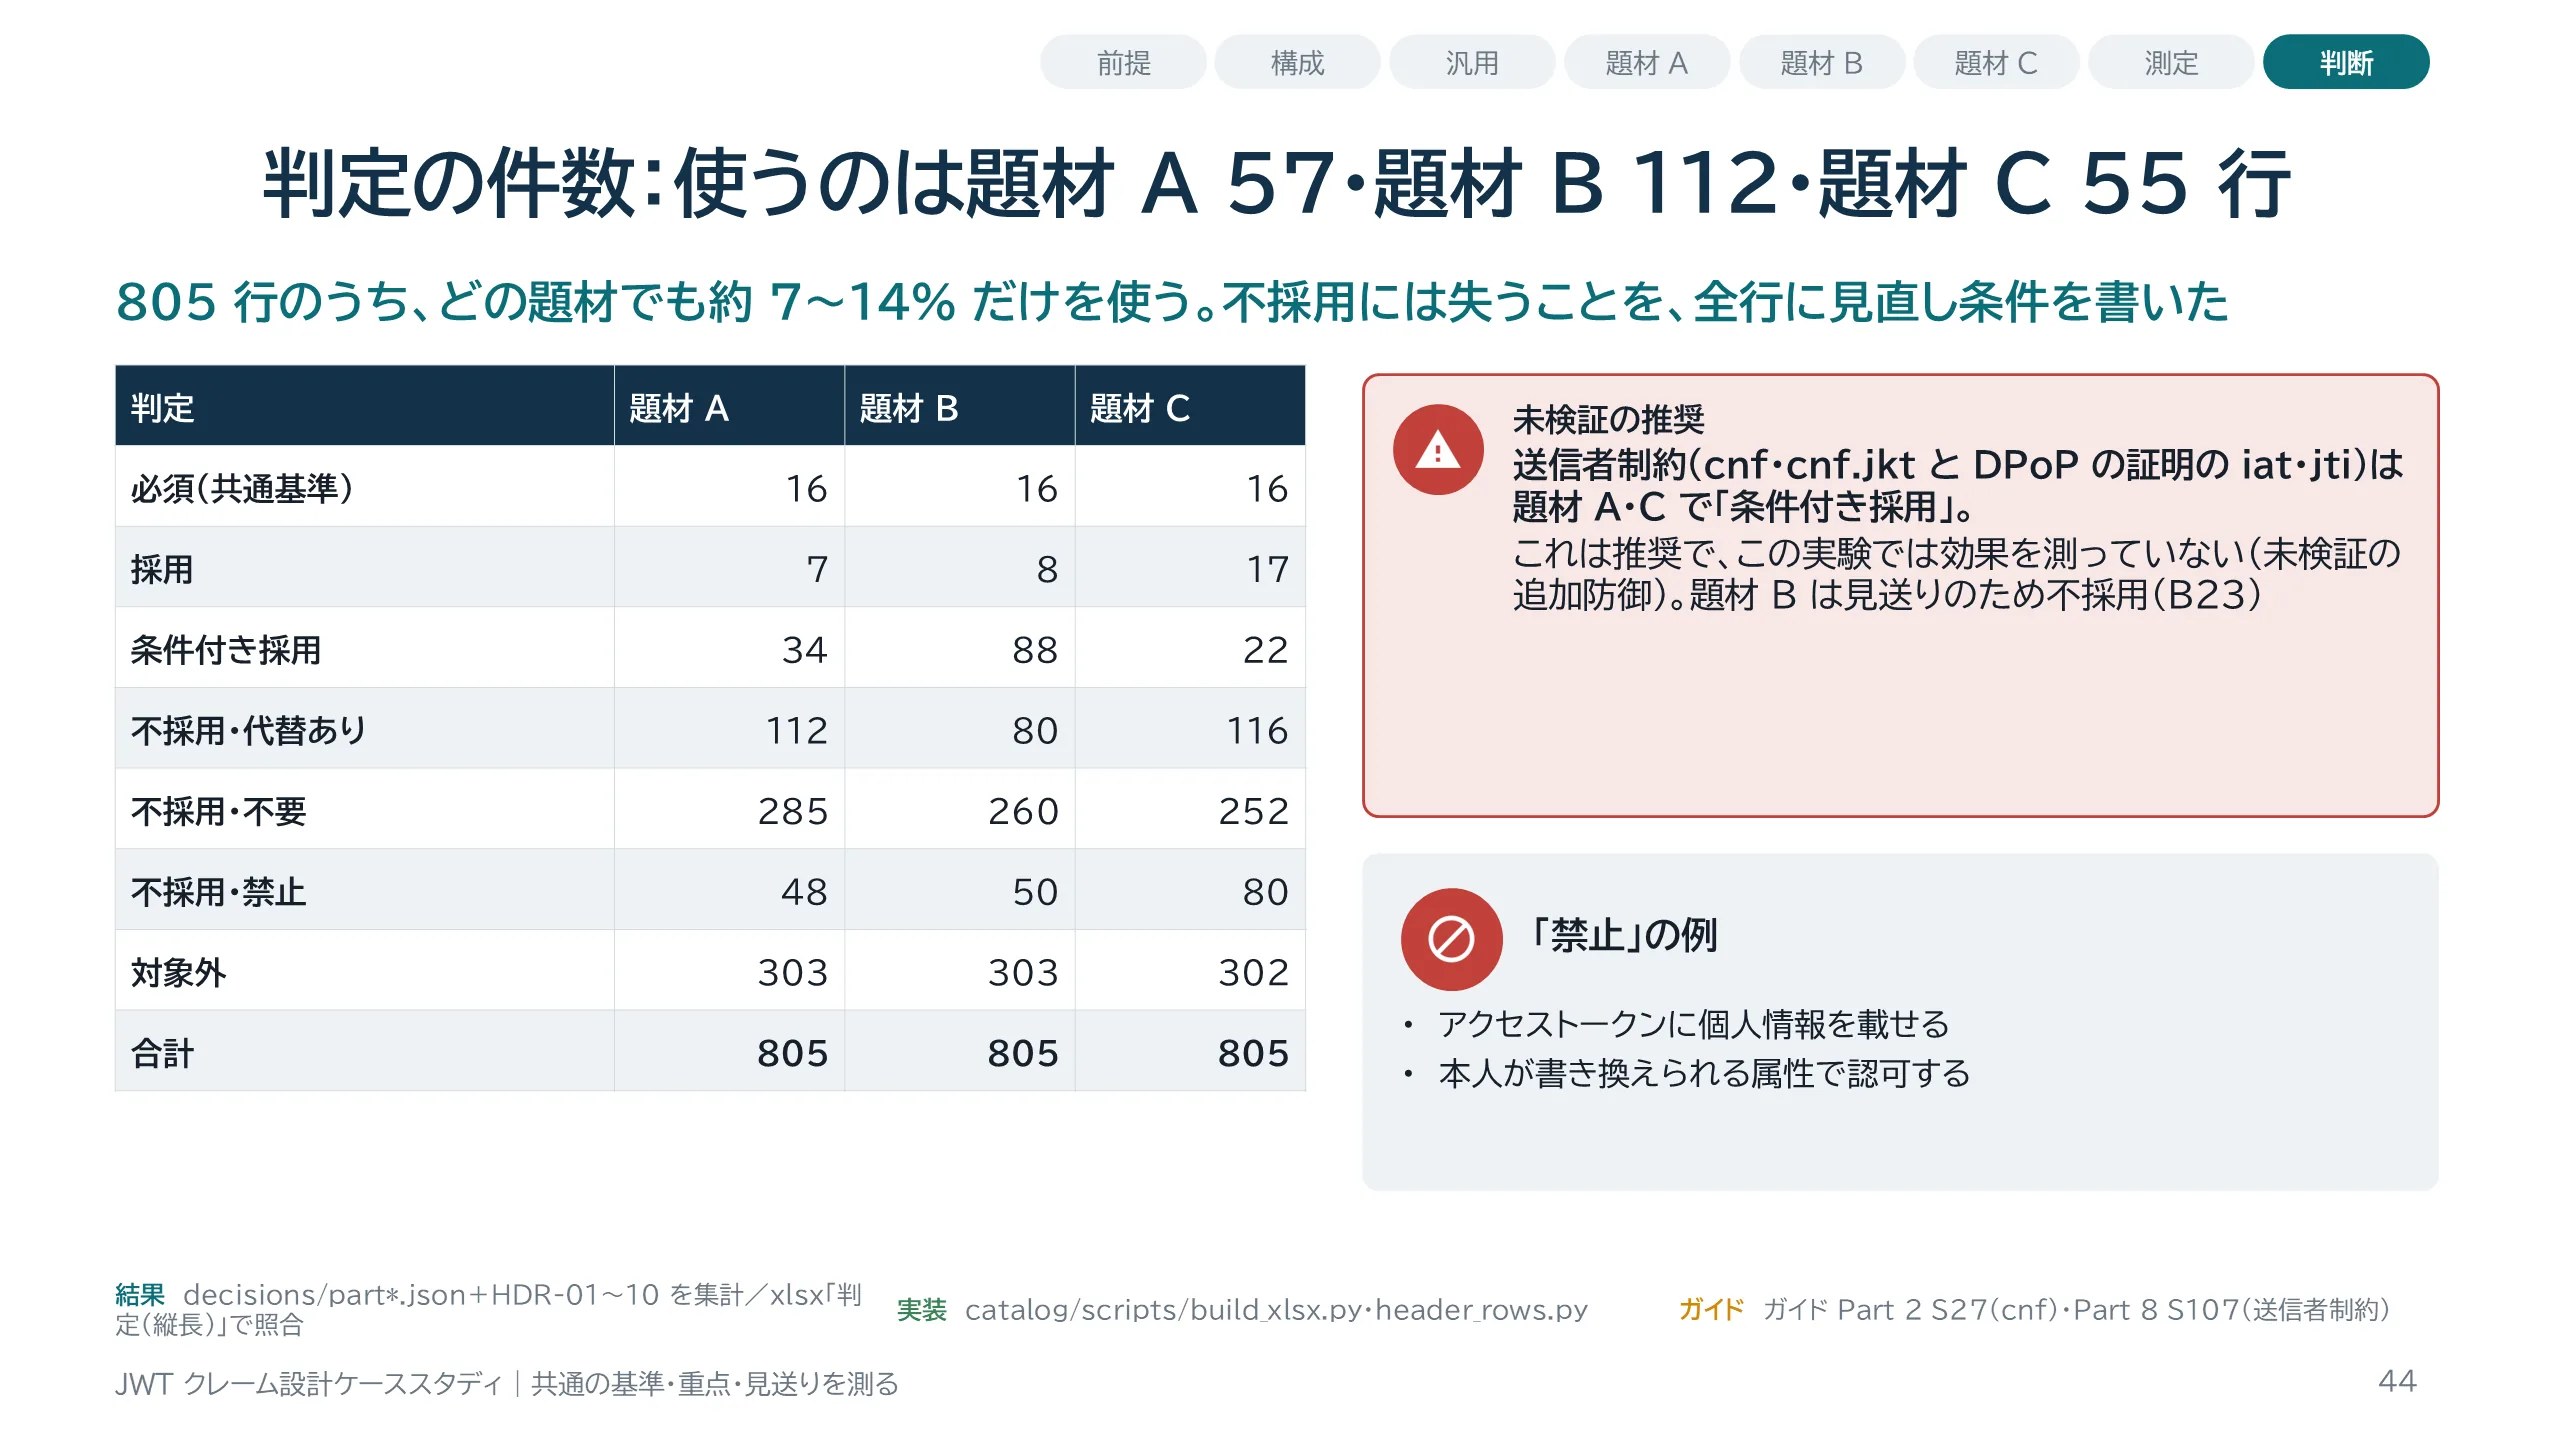 前提 構成 汎用 題材 A 題材 B 題材 C 測定 判断
判定の件数：使うのは題材 A 57・題材 B 112・題材 C 55 行
805 行のうち、どの題材でも約 7～14% だけを使う。不採用には失うことを、全行に見直し条件を書いた
判定 題材 A 題材 B 題材 C
必須（共通基準） 16 16 16
採用 7 8 17
条件付き採用 34 88 22
不採用・代替あり 112 80 116
不採用・不要 285 260 252
不採用・禁止 48 50 80
対象外 303 303 302
合計 805 805 805
未検証の推奨
送信者制約（cnf・cnf.jkt と DPoP の証明の iat・jti）は
題材 A・C で「条件付き採用」。
これは推奨で、この実験では効果を測っていない（未検証の
追加防御）。題材 B は見送りのため不採用（B23）
「禁止」の例
• アクセストークンに個人情報を載せる
• 本人が書き換えられる属性で認可する
結果 decisions/part*.json＋HDR-01～10 を集計／xlsx「判
定（縦長）」で照合
実装 catalog/scripts/build_xlsx.py・header_rows.py
ガイド ガイド Part 2 S27（cnf）・Part 8 S107（送信者制約）
JWT クレーム設計ケーススタディ｜共通の基準・重点・見送りを測る
44